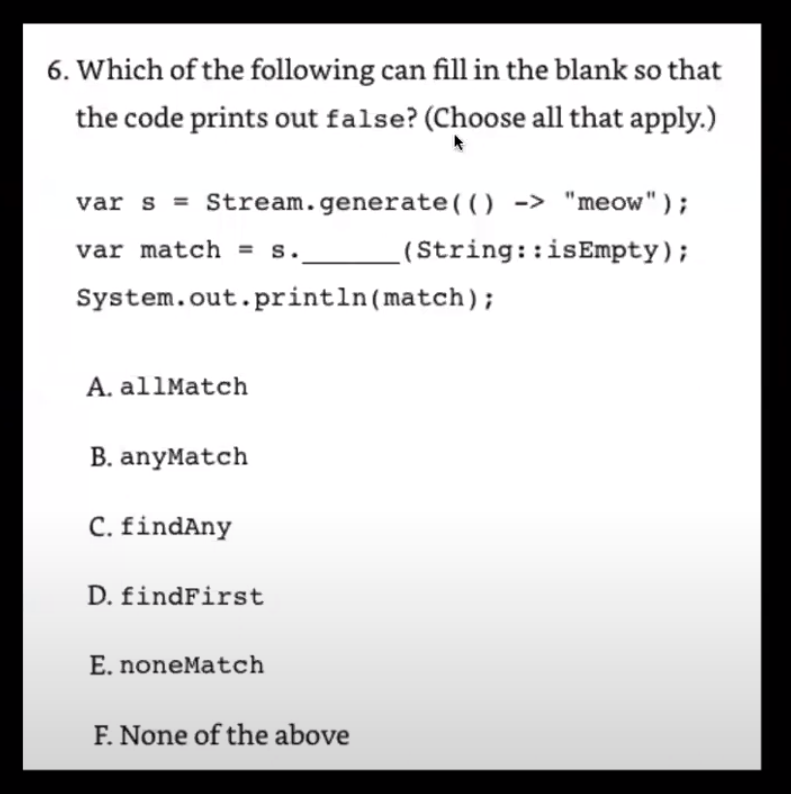 6. Which of the following can fill in the blank so that
the code prints out false? (Choose all that apply.)
var s = Stream.generate(() -> "meow");
var match = s.______(String::isEmpty);
System.out.println(match);
A. allMatch
B. anyMatch
C. findAny
D. findFirst
E. noneMatch
F. None of the above